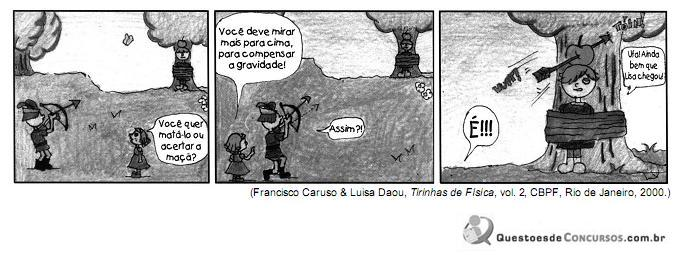 Você quer
matá-lo ou
acertar a
maçã?
Você deve mirar
mais para cima,
para compensar
a gravidade!
Assim?!
TOIM!
VAPT!
Ufa! Ainda
bem que
Lisa chegou!
É!!!
(Francisco Caruso & Luisa Daou, Tirinhas de Física, vol. 2, CBPF, Rio de Janeiro, 2000.)
QuestoesdeCONCURSOS.com.br